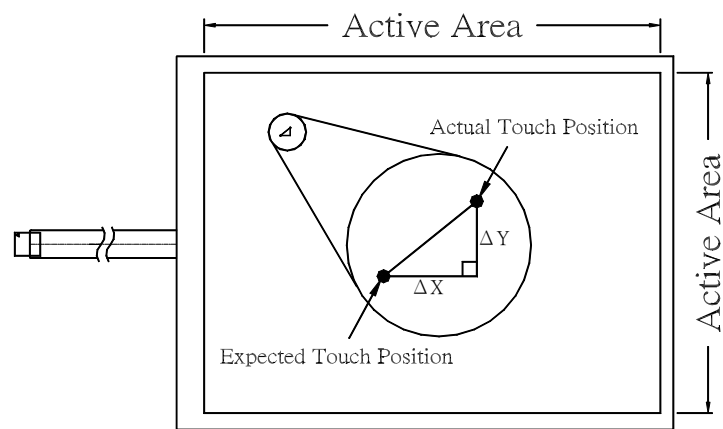 Active Area
Actual Touch Position
Active Area
ΔY
ΔX
Expected Touch Position